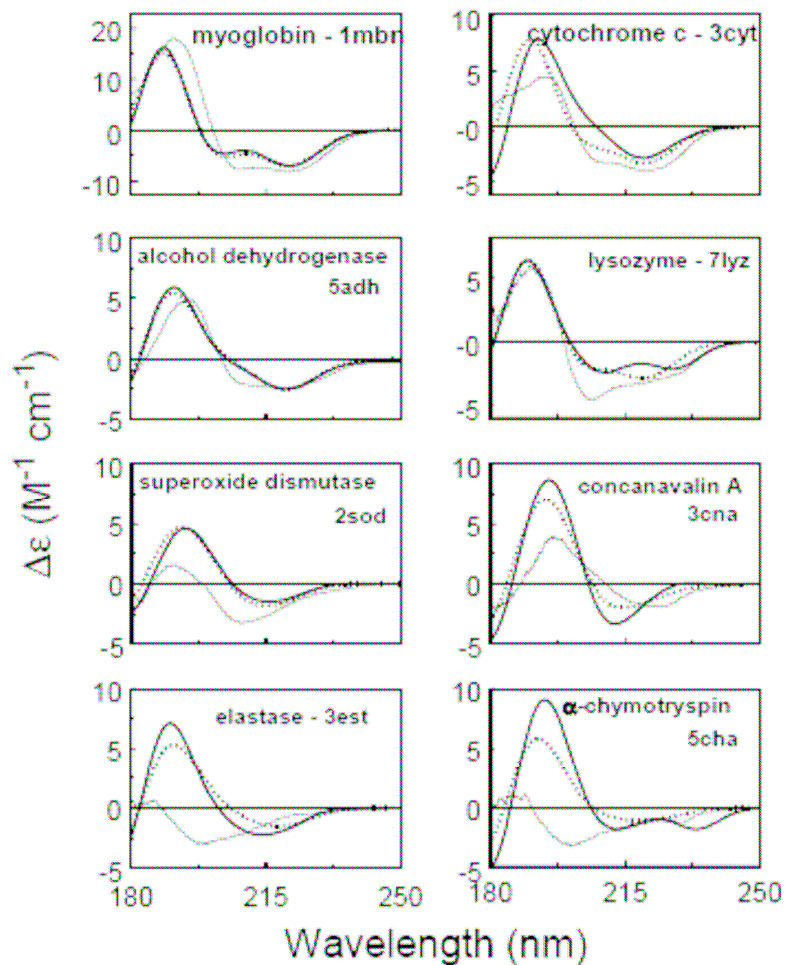 myoglobin - 1mbn
20
10
0
-10
cytochrome c - 3cyt
10
5
-0
-5
alcohol dehydrogenase
5adh
10
5
0
-5
lysozyme - 7lyz
5
-0
-5
superoxide dismutase
2sod
10
5
0
-5
concanavalin A
3cna
10
5
0
-5
elastase - 3est
10
5
0
-5
180
215
250
α-chymotryspin
5cha
10
5
0
-5
180
215
250
Δε (M⁻¹ cm⁻¹)
Wavelength (nm)